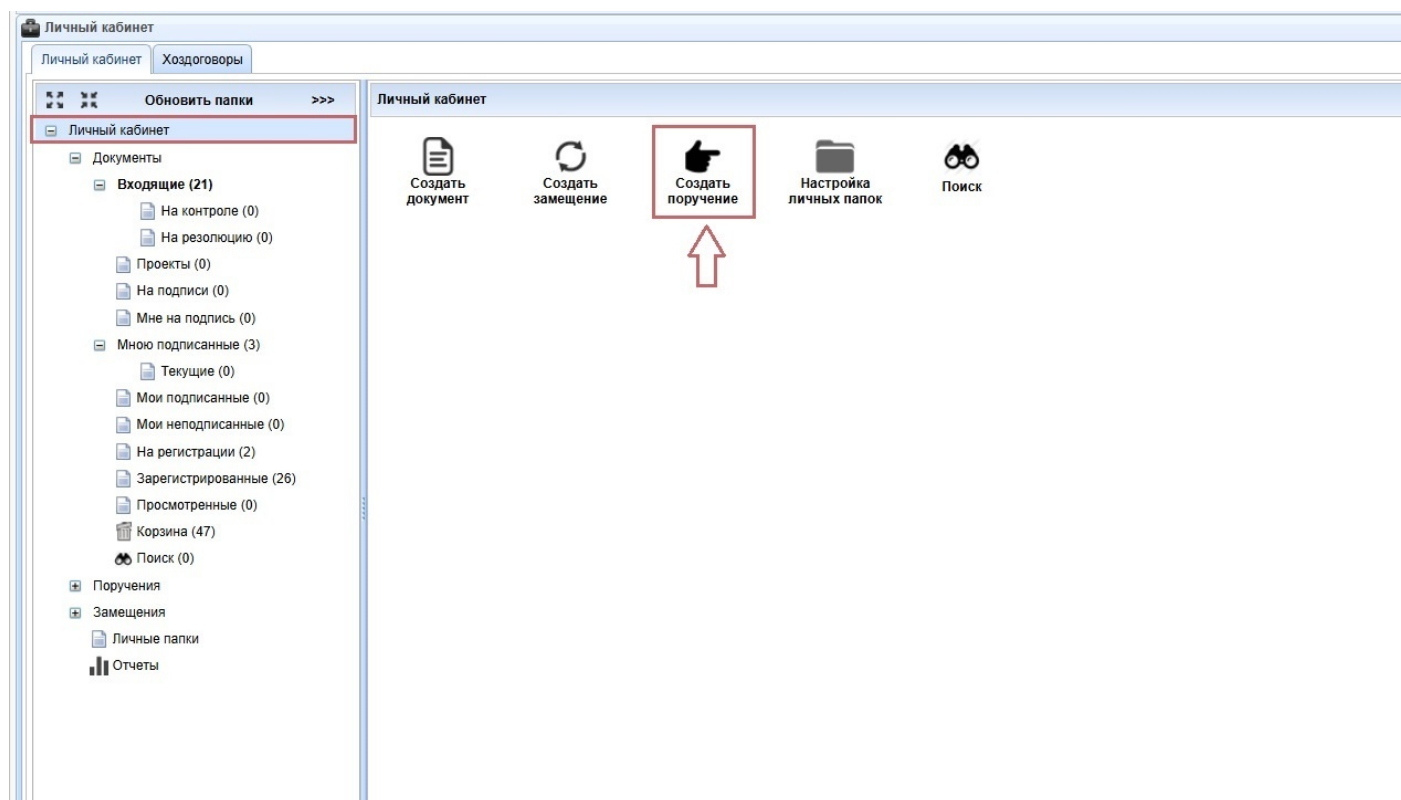 Личный кабинет
Личный кабинет
Хоздоговоры
Обновить папки >>>
Личный кабинет
Документы
Входящие (21)
На контроле (0)
На резолюцию (0)
Проекты (0)
На подписи (0)
Мне на подпись (0)
Мною подписанные (3)
Текущие (0)
Мои подписанные (0)
Мои неподписанные (0)
На регистрации (2)
Зарегистрированные (26)
Просмотренные (0)
Корзина (47)
Поиск (0)
Поручения
Замещения
Личные папки
Отчеты
Личный кабинет
Создать
документ
Создать
замещение
Создать
поручение
Настройка
личных папок
Поиск